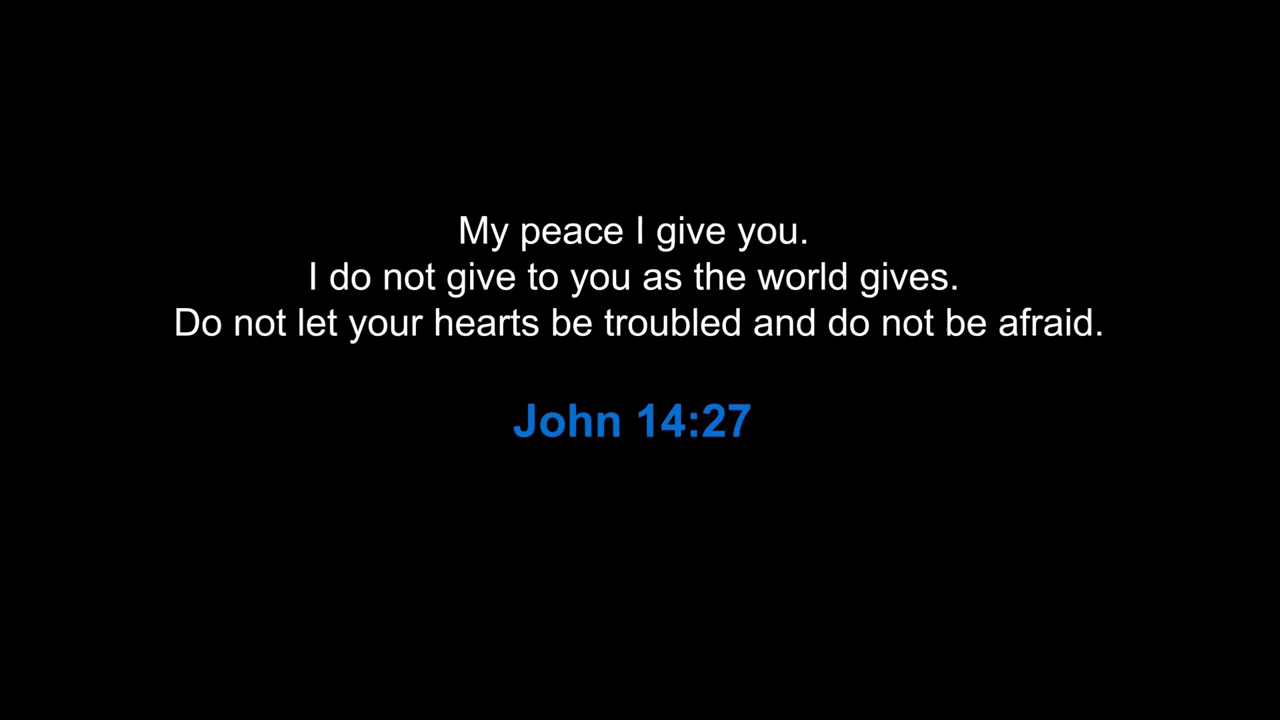 My peace I give you.
I do not give to you as the world gives.
Do not let your hearts be troubled and do not be afraid.
John 14:27